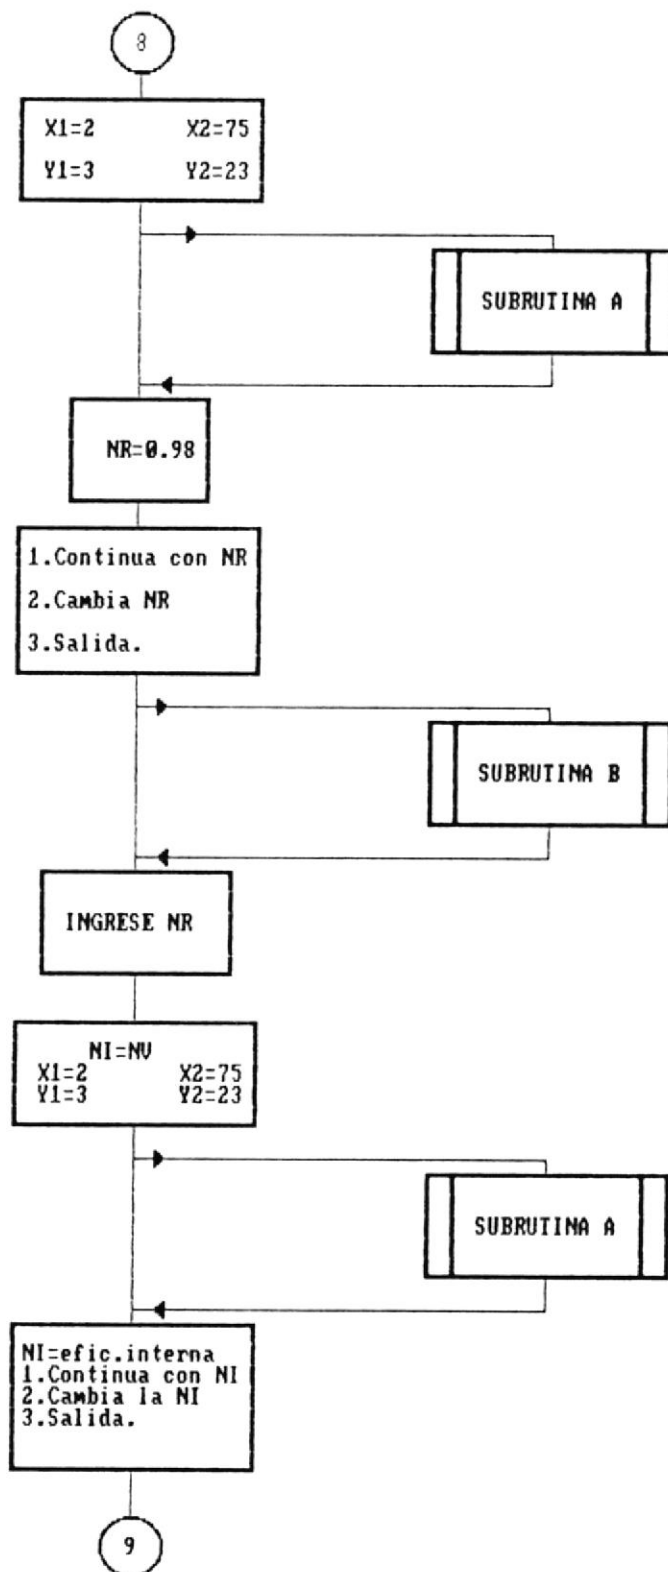 8
X1=2 X2=75
Y1=3 Y2=23
SUBRUTINA A
NR=0.98
1.Continua con NR
2.Cambia NR
3.Salida.
SUBRUTINA B
INGRESE NR
NI=NV
X1=2 X2=75
Y1=3 Y2=23
SUBRUTINA A
NI=efic.interna
1.Continua con NI
2.Cambia la NI
3.Salida.
9